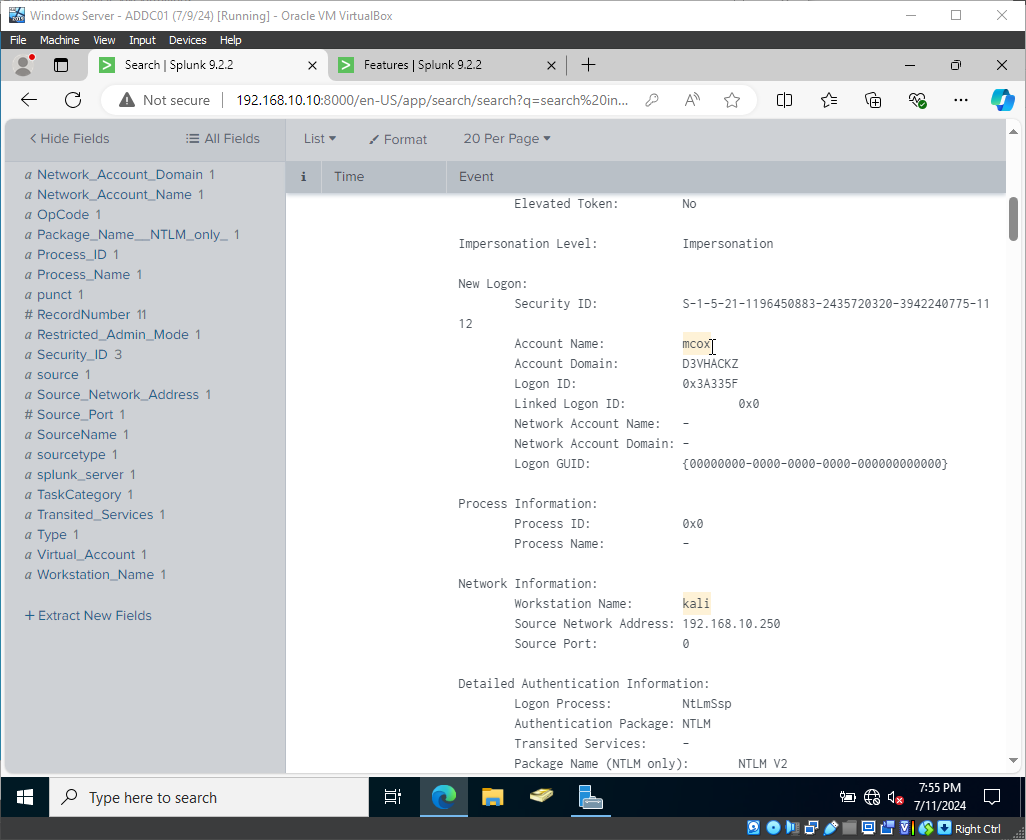 Windows Server - ADDC01 (7/9/24) [Running] - Oracle VM VirtualBox
File Machine View Input Devices Help
Search | Splunk 9.2.2
Features | Splunk 9.2.2
Not secure
192.168.10.10:8000/en-US/app/search/search?q=search%20in...
Hide Fields
All Fields
List
Format
20 Per Page
i Time Event
a Network_Account_Domain 1
a Network_Account_Name 1
a OpCode 1
a Package_Name__NTLM_only_ 1
a Process_ID 1
a Process_Name 1
a punct 1
# RecordNumber 11
a Restricted_Admin_Mode 1
a Security_ID 3
a source 1
a Source_Network_Address 1
# Source_Port 1
a SourceName 1
a sourcetype 1
a splunk_server 1
a TaskCategory 1
a Transited_Services 1
a Type 1
a Virtual_Account 1
a Workstation_Name 1
+ Extract New Fields
Elevated Token: No
Impersonation Level: Impersonation
New Logon:
Security ID: S-1-5-21-1196450883-2435720320-3942240775-11
12
Account Name: mcox
Account Domain: D3VHACKZ
Logon ID: 0x3A335F
Linked Logon ID: 0x0
Network Account Name: -
Network Account Domain: -
Logon GUID: {00000000-0000-0000-0000-000000000000}
Process Information:
Process ID: 0x0
Process Name: -
Network Information:
Workstation Name: kali
Source Network Address: 192.168.10.250
Source Port: 0
Detailed Authentication Information:
Logon Process: NtLmSsp
Authentication Package: NTLM
Transited Services: -
Package Name (NTLM only): NTLM V2
Type here to search
7:55 PM
7/11/2024
Right Ctrl